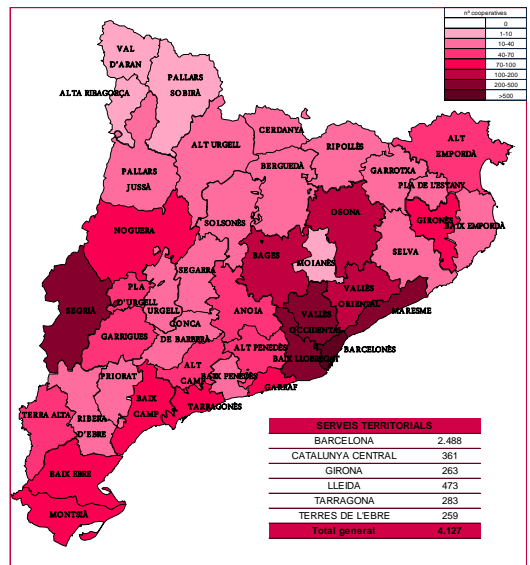 nº cooperatives
0
1-10
10-40
40-70
70-100
100-200
200-500
>500
VAL
D'ARAN
PALLARS
SOBIRÀ
ALTA RIBAGORÇA
CERDANYA
ALT URGELL
RIPOLLÈS
ALT
EMPORDÀ
BERGUEDÀ
GARROTXA
PALLARS
JUSSÀ
PLA DE L'ESTANY
SOLSONÈS
OSONA
GIRONÈS
BAIX EMPORDÀ
NOGUERA
BAGES
SELVA
MOIANÈS
SEGARRA
PLA
D'URGELL
VALLÈS
ORIENTAL
SEGRIÀ
URGELL
ANOIA
MARESME
VALLÈS
OCCIDENTAL
CONCA
DE BARBERÀ
GARRIGUES
ALT PENEDÈS
BARCELONÈS
BAIX LLOBREGAT
ALT
CAMP
BAIX PENEDÈS
PRIORAT
GARRAF
BAIX
CAMP
TARRAGONÈS
TERRA ALTA
RIBERA
D'EBRE
BAIX EBRE
MONTSIÀ
SERVEIS TERRITORIALS
BARCELONA 2.488
CATALUNYA CENTRAL 361
GIRONA 263
LLEIDA 473
TARRAGONA 283
TERRES DE L'EBRE 259
Total general 4.127